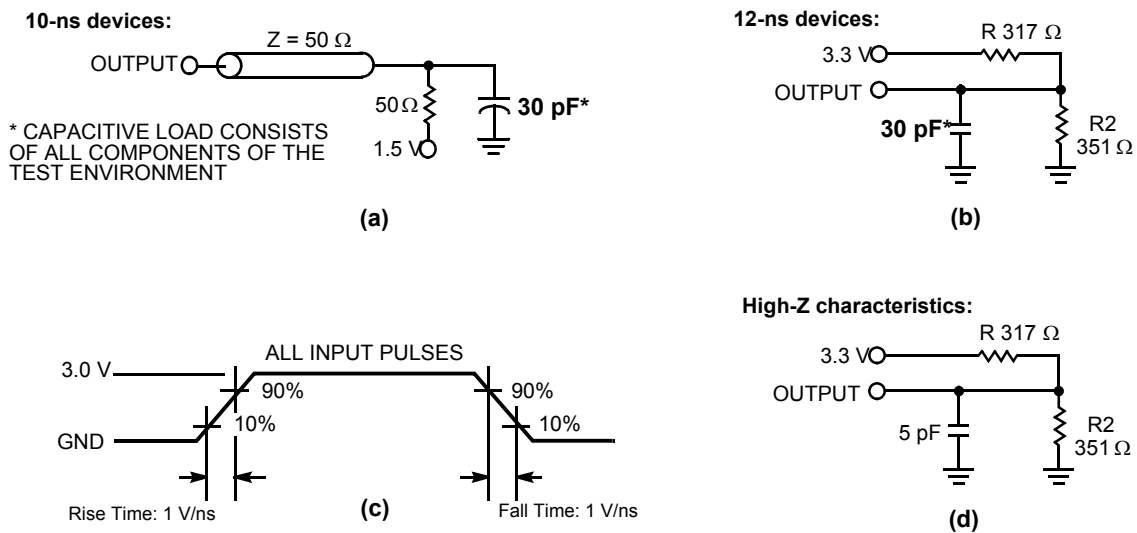 10-ns devices:
Z = 50 Ω
OUTPUT
50Ω
30 pF*
1.5 V
* CAPACITIVE LOAD CONSISTS
OF ALL COMPONENTS OF THE
TEST ENVIRONMENT
(a)
12-ns devices:
R 317 Ω
3.3 V
OUTPUT
30 pF*
R2
351 Ω
(b)
ALL INPUT PULSES
3.0 V
90%
10%
GND
90%
10%
Rise Time: 1 V/ns
(c)
Fall Time: 1 V/ns
High-Z characteristics:
R 317 Ω
3.3 V
OUTPUT
5 pF
R2
351 Ω
(d)